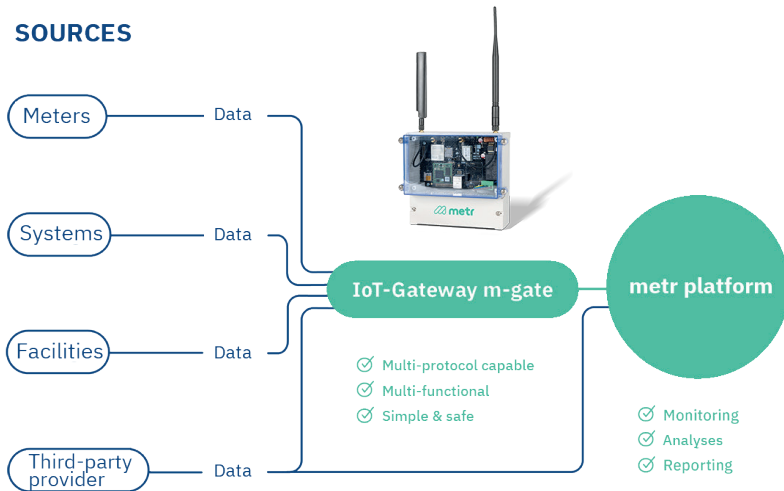 SOURCES
Meters
Data
metr
Systems
Data
IoT-Gateway m-gate
metr platform
Facilities
Data
Multi-protocol capable
Multi-functional
Simple & safe
Monitoring
Analyses
Reporting
Third-party
provider
Data